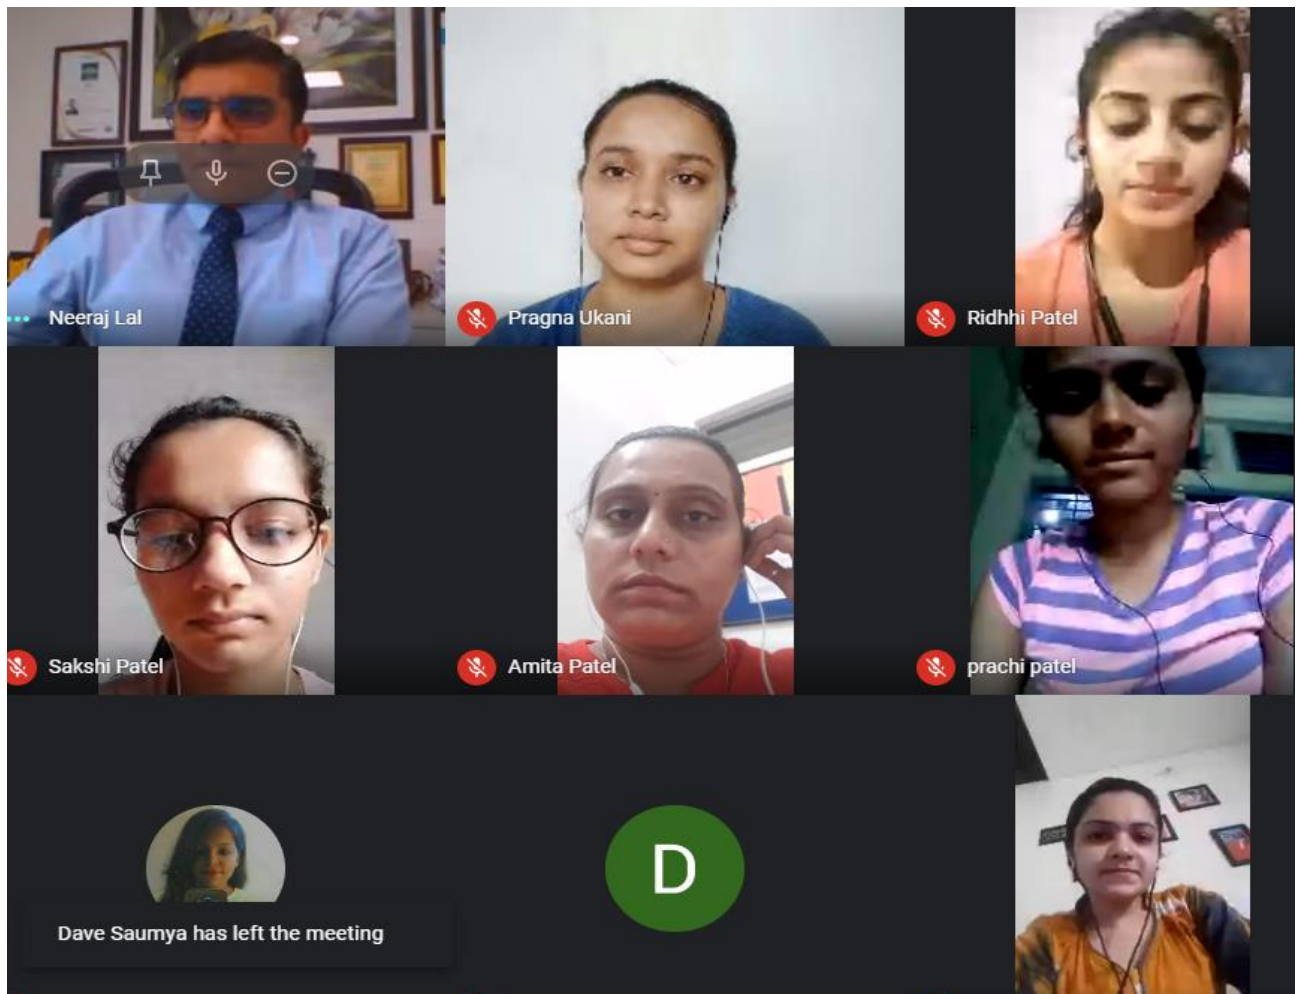 Neeraj Lal
Pragna Ukani
Ridhhi Patel
Sakshi Patel
Amita Patel
prachi patel
D
Dave Saumya has left the meeting